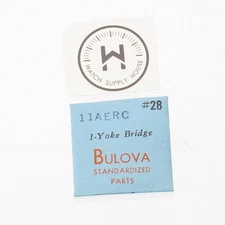 WATCH SUPPLY HOUSE
#28
11AERC
1-Yoke Bridge
BULOVA
STANDARDIZED
PARTS